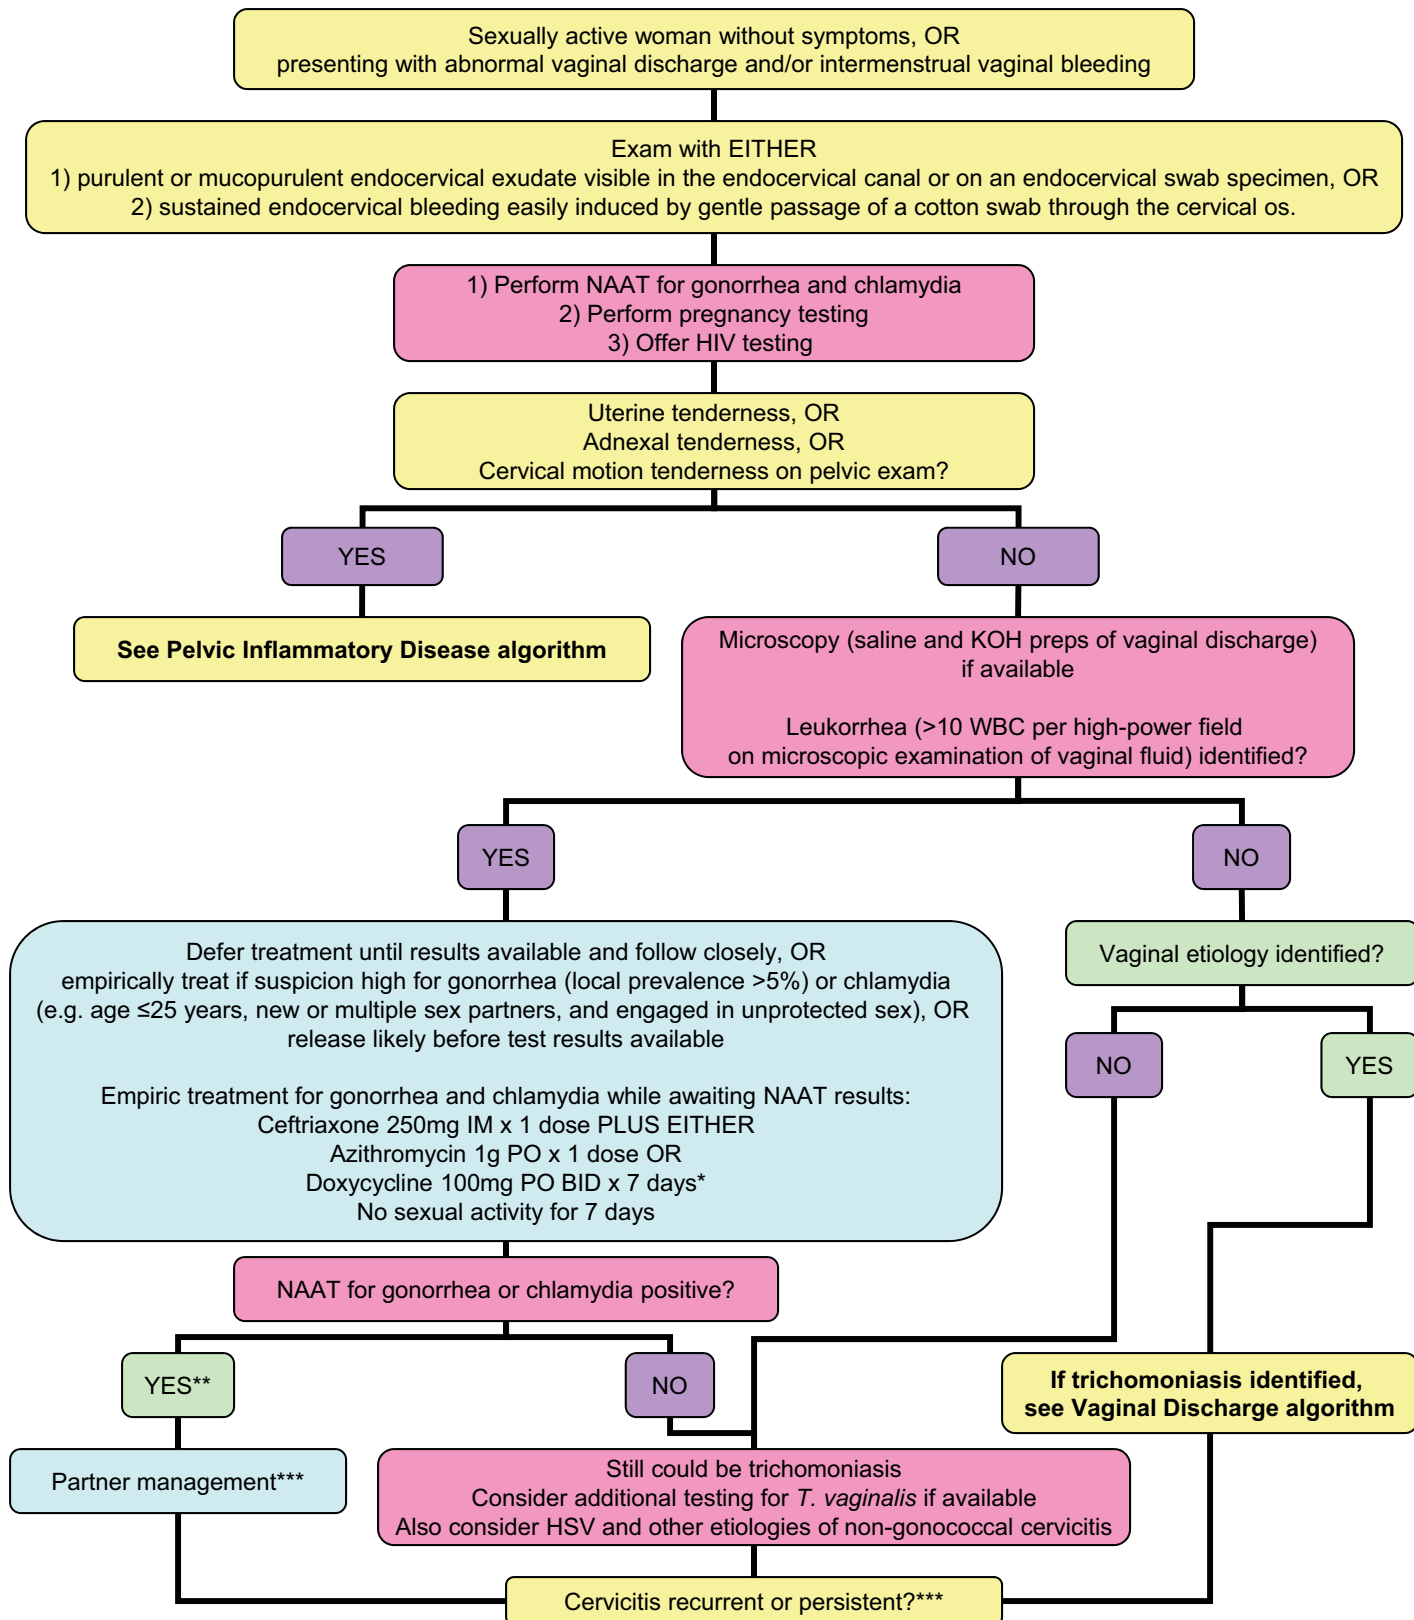 Sexually active woman without symptoms, OR
presenting with abnormal vaginal discharge and/or intermenstrual vaginal bleeding
Exam with EITHER
1) purulent or mucopurulent endocervical exudate visible in the endocervical canal or on an endocervical swab specimen, OR
2) sustained endocervical bleeding easily induced by gentle passage of a cotton swab through the cervical os.
1) Perform NAAT for gonorrhea and chlamydia
2) Perform pregnancy testing
3) Offer HIV testing
Uterine tenderness, OR
Adnexal tenderness, OR
Cervical motion tenderness on pelvic exam?
YES
NO
See Pelvic Inflammatory Disease algorithm
Microscopy (saline and KOH preps of vaginal discharge)
if available
Leukorrhea (>10 WBC per high-power field
on microscopic examination of vaginal fluid) identified?
YES
NO
Defer treatment until results available and follow closely, OR
empirically treat if suspicion high for gonorrhea (local prevalence >5%) or chlamydia
(e.g. age ≤25 years, new or multiple sex partners, and engaged in unprotected sex), OR
release likely before test results available
Empiric treatment for gonorrhea and chlamydia while awaiting NAAT results:
Ceftriaxone 250mg IM x 1 dose PLUS EITHER
Azithromycin 1g PO x 1 dose OR
Doxycycline 100mg PO BID x 7 days*
No sexual activity for 7 days
Vaginal etiology identified?
NO
YES
NAAT for gonorrhea or chlamydia positive?
YES**
NO
If trichomoniasis identified,
see Vaginal Discharge algorithm
Partner management***
Still could be trichomoniasis
Consider additional testing for T. vaginalis if available
Also consider HSV and other etiologies of non-gonococcal cervicitis
Cervicitis recurrent or persistent?***